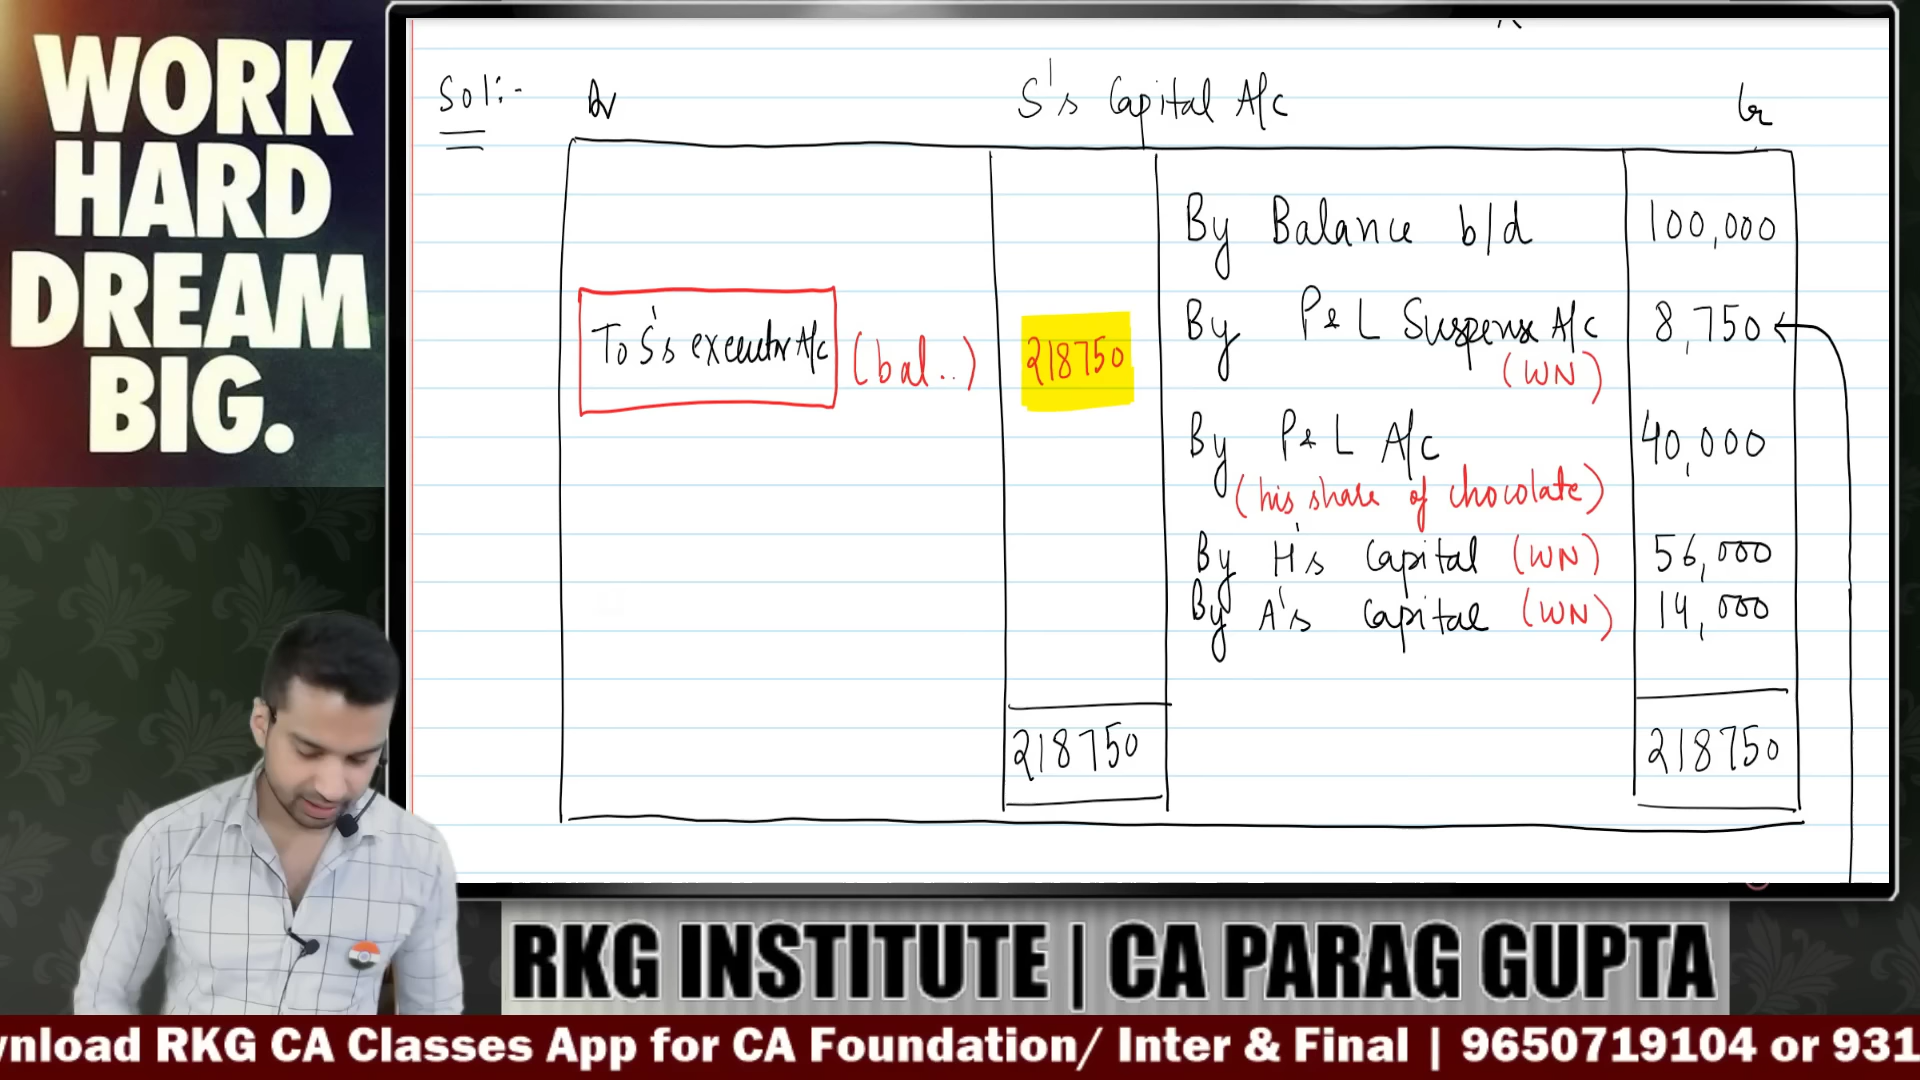 WORK
HARD
DREAM
BIG.
Sol:-
Dr
S's Capital A/c
Cr
By Balance b/d 100,000
By P & L Suspense A/c 8,750
(WN)
To S's executor A/c (bal..) 218750
By P & L A/c 40,000
(his share of chocolate)
By H's Capital (WN) 56,000
By A's Capital (WN) 14,000
218750 218750
RKG INSTITUTE | CA PARAG GUPTA
wnload RKG CA Classes App for CA Foundation/ Inter & Final | 9650719104 or 931